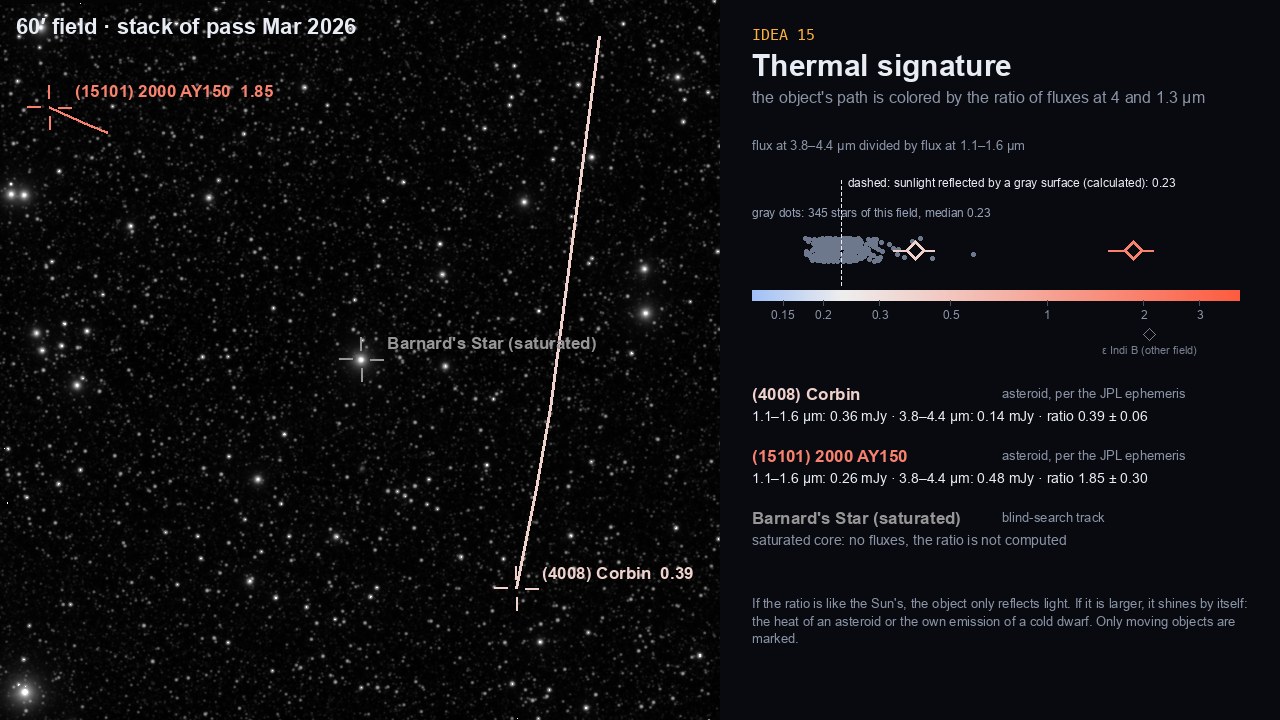 60′ field · stack of pass Mar 2026
(15101) 2000 AY150  1.85
Barnard's Star (saturated)
(4008) Corbin  0.39
IDEA 15
Thermal signature
the object's path is colored by the ratio of fluxes at 4 and 1.3 μm
flux at 3.8–4.4 μm divided by flux at 1.1–1.6 μm
dashed: sunlight reflected by a gray surface (calculated): 0.23
gray dots: 345 stars of this field, median 0.23
0.15 0.2 0.3 0.5 1 2 3
ε Indi B (other field)
(4008) Corbin asteroid, per the JPL ephemeris
1.1–1.6 μm: 0.36 mJy · 3.8–4.4 μm: 0.14 mJy · ratio 0.39 ± 0.06
(15101) 2000 AY150 asteroid, per the JPL ephemeris
1.1–1.6 μm: 0.26 mJy · 3.8–4.4 μm: 0.48 mJy · ratio 1.85 ± 0.30
Barnard's Star (saturated) blind-search track
saturated core: no fluxes, the ratio is not computed
If the ratio is like the Sun's, the object only reflects light. If it is larger, it shines by itself:
the heat of an asteroid or the own emission of a cold dwarf. Only moving objects are
marked.